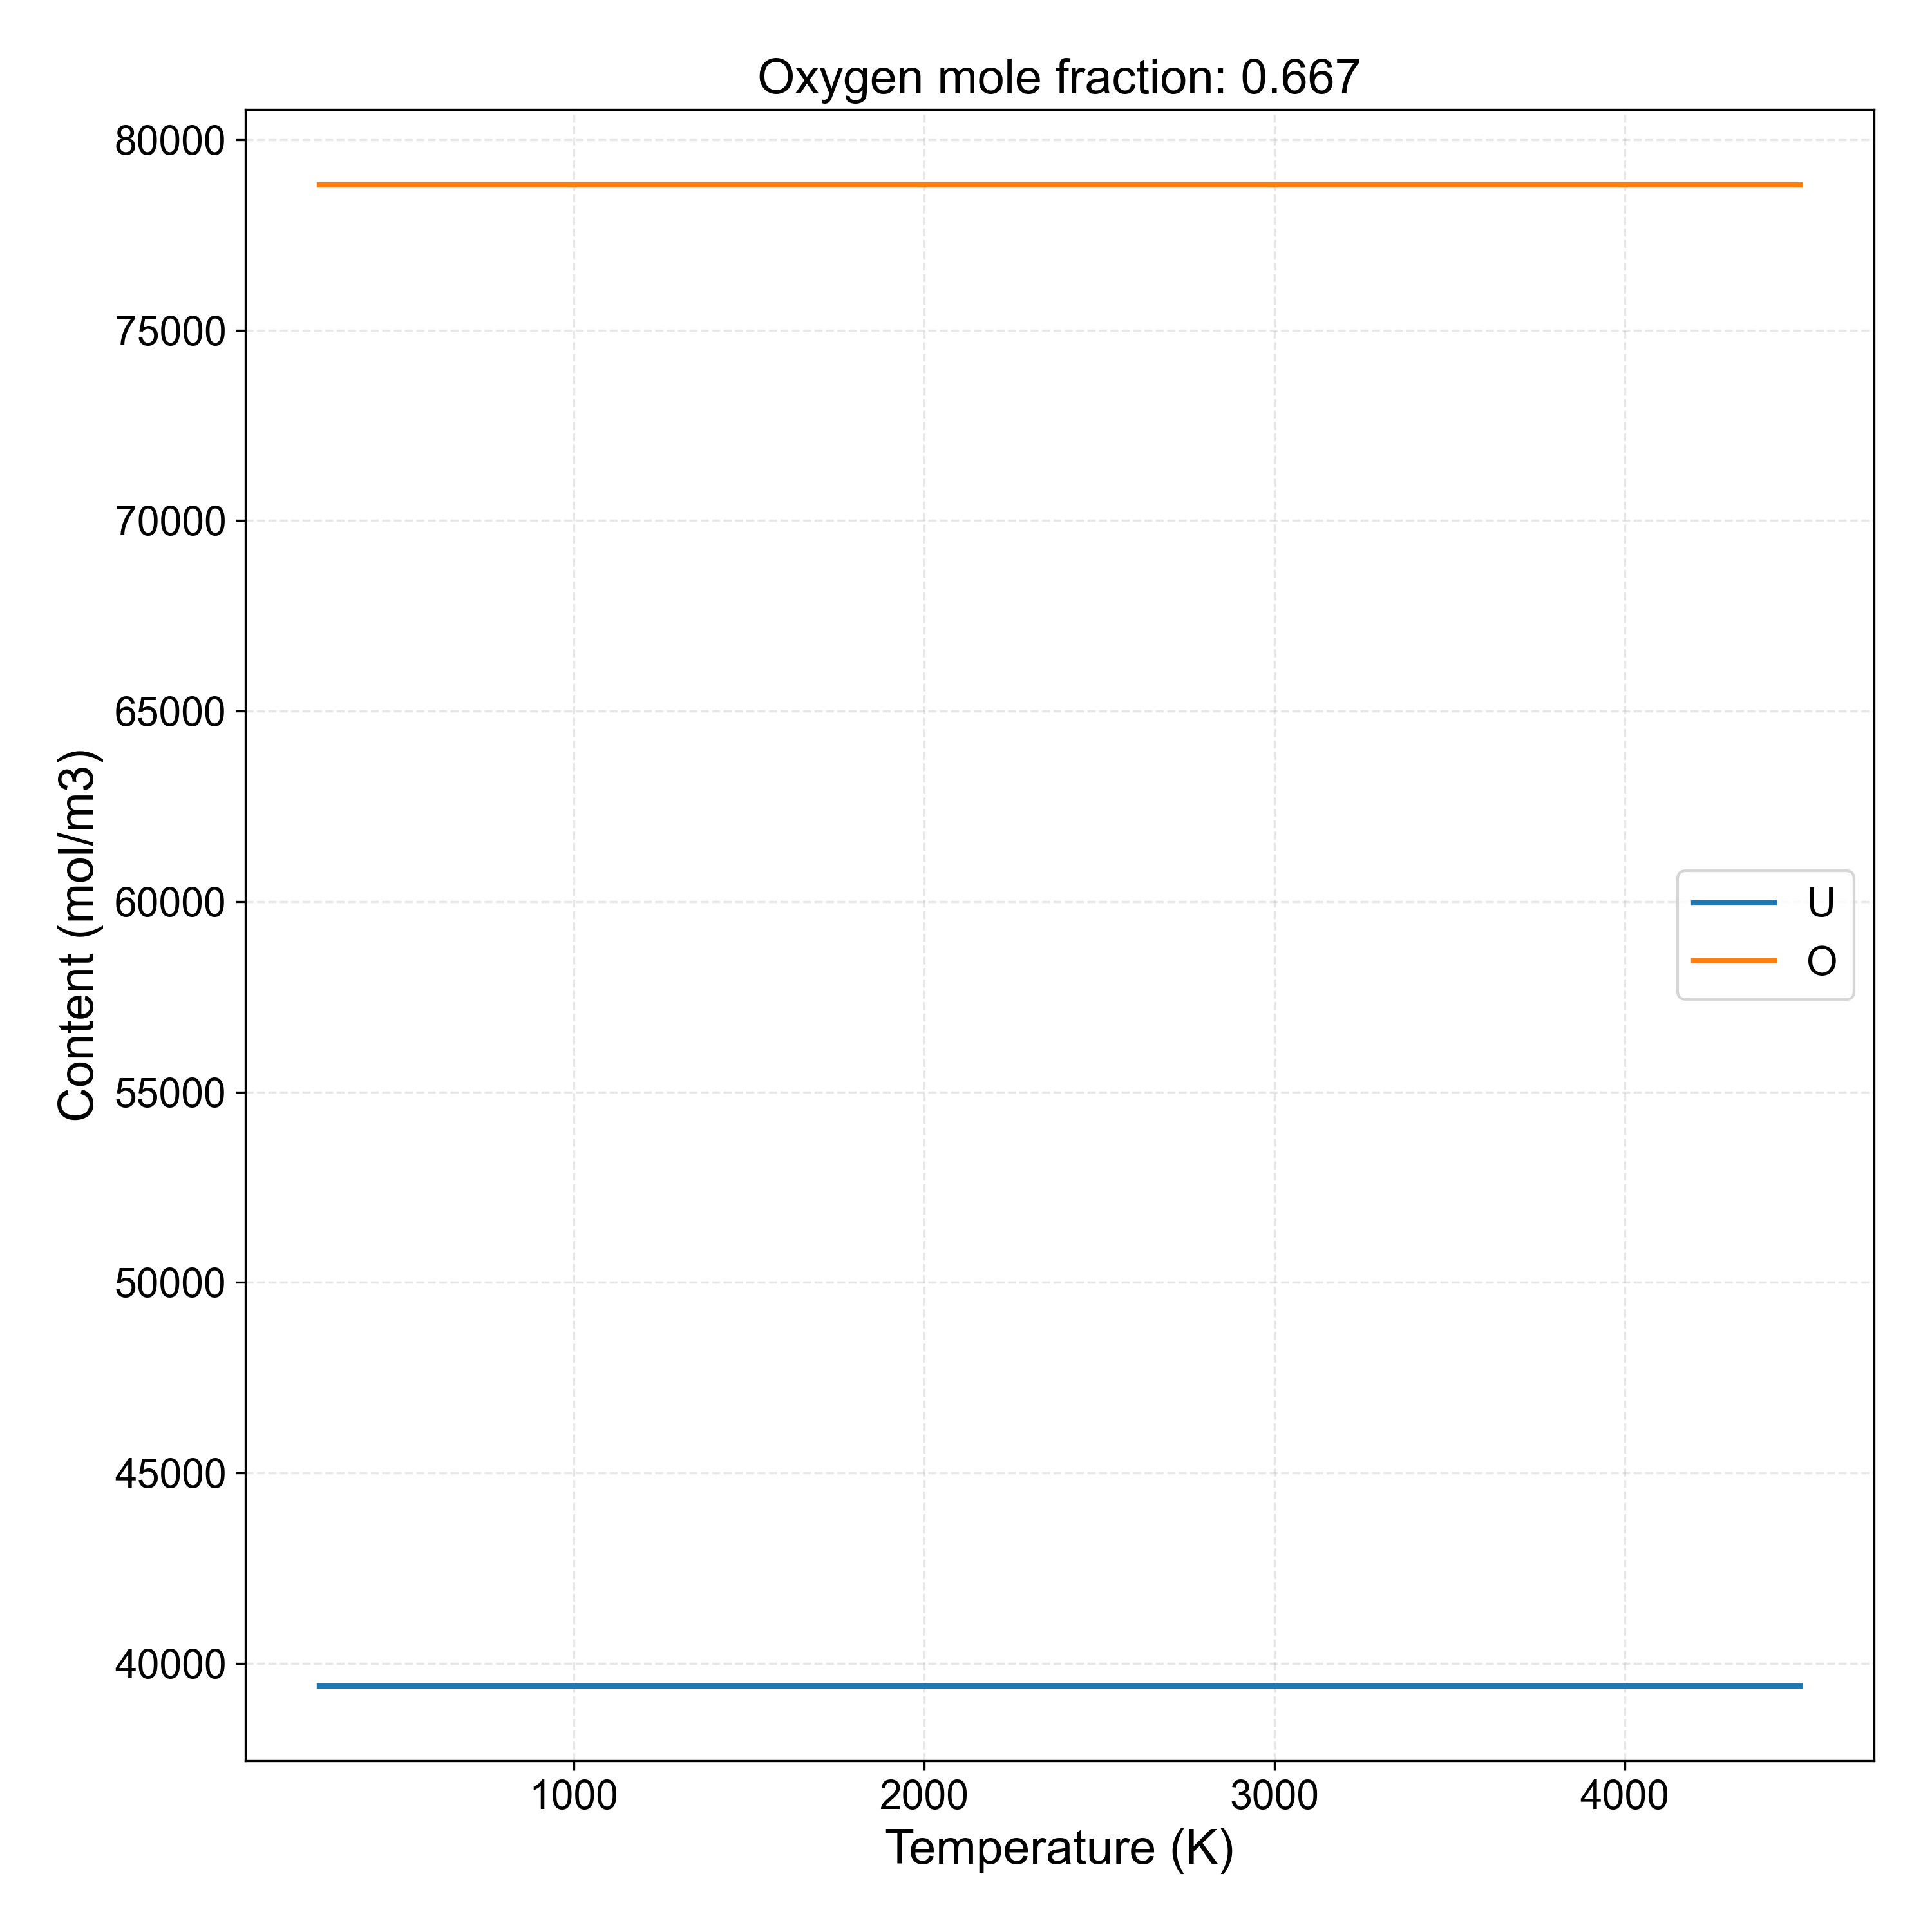 Oxygen mole fraction: 0.667
80000
75000
70000
65000
60000
55000
50000
45000
40000
Content (mol/m3)
U
O
1000 2000 3000 4000
Temperature (K)